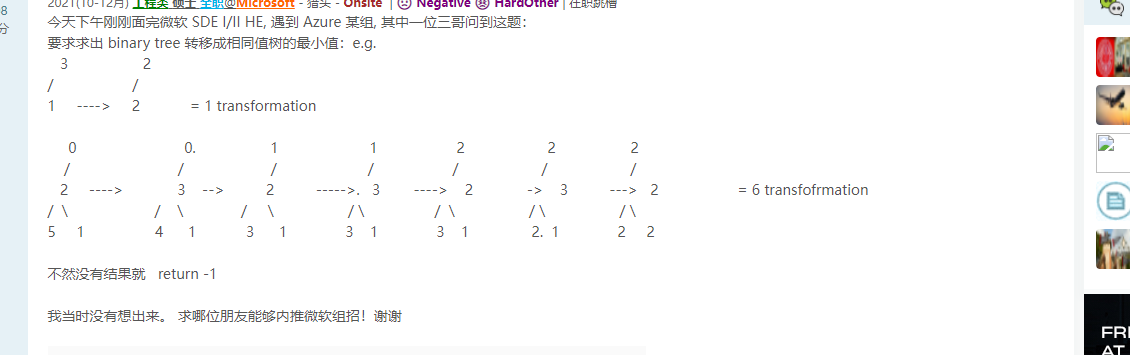 8
分
2021(10-12月) 工程类 硕士 全职@Microsoft - 猎头 - Onsite | Negative HardOther | 在职跳槽
今天下午刚刚面完微软 SDE I/II HE, 遇到 Azure 某组, 其中一位三哥问到这题:
要求求出 binary tree 转移成相同值树的最小值：e.g.
3 2
/ /
1 ----> 2 = 1 transformation
0 0. 1 1 2 2 2
/ / / / / / /
2 ----> 3 --> 2 ----->. 3 ----> 2 -> 3 ---> 2 = 6 transfofrmation
/ \ / \ / \ / \ / \ / \ / \
5 1 4 1 3 1 3 1 3 1 2. 1 2 2
不然没有结果就 return -1
我当时没有想出来。 求哪位朋友能够内推微软组招！谢谢
FRE
AT